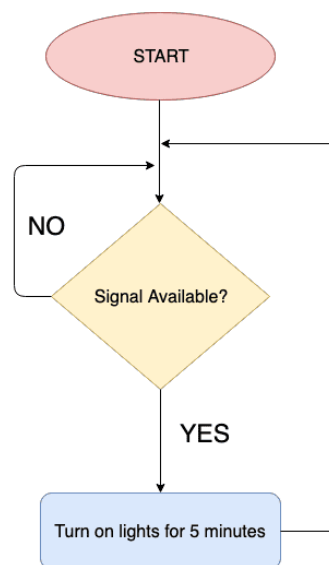 START
NO
Signal Available?
YES
Turn on lights for 5 minutes